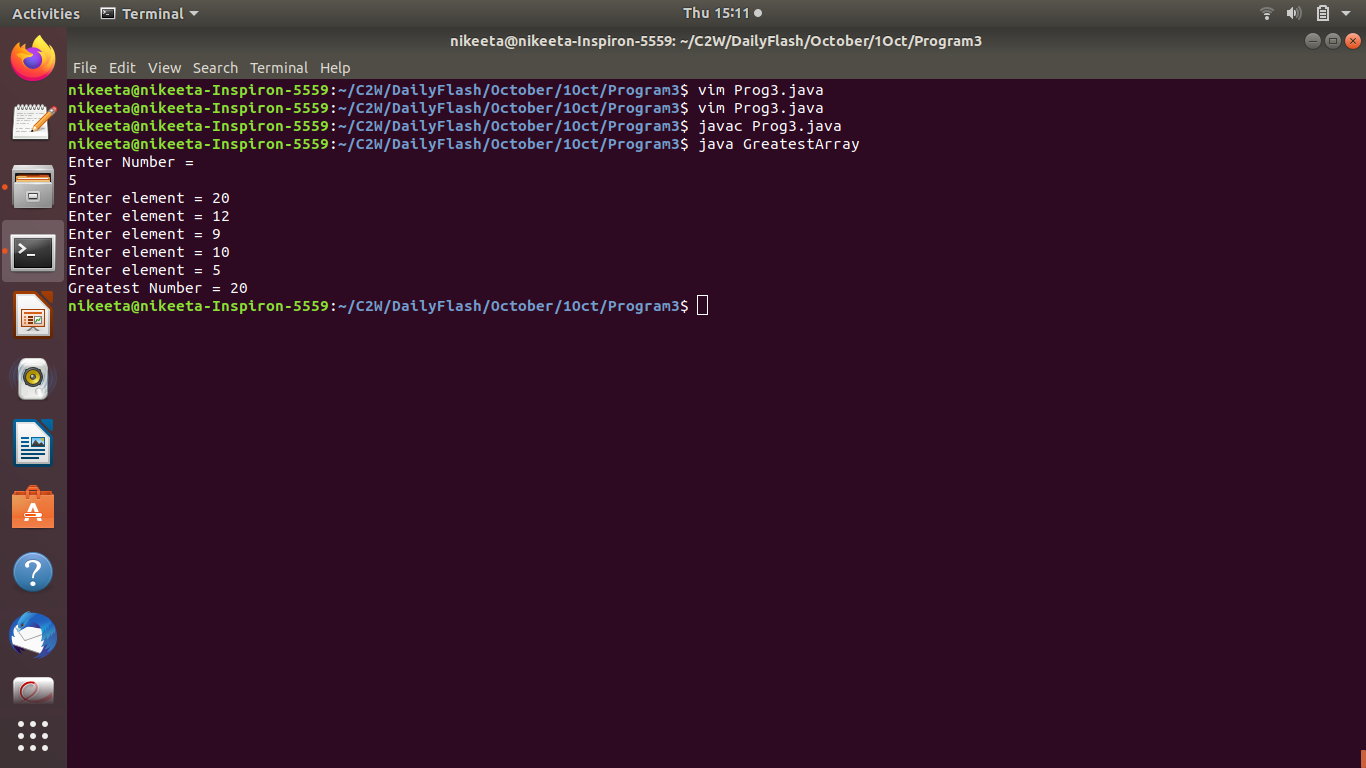 Activities Terminal Thu 15:11
nikeeta@nikeeta-Inspiron-5559: ~/C2W/DailyFlash/October/1Oct/Program3
File Edit View Search Terminal Help
nikeeta@nikeeta-Inspiron-5559:~/C2W/DailyFlash/October/1Oct/Program3$ vim Prog3.java
nikeeta@nikeeta-Inspiron-5559:~/C2W/DailyFlash/October/1Oct/Program3$ vim Prog3.java
nikeeta@nikeeta-Inspiron-5559:~/C2W/DailyFlash/October/1Oct/Program3$ javac Prog3.java
nikeeta@nikeeta-Inspiron-5559:~/C2W/DailyFlash/October/1Oct/Program3$ java GreatestArray
Enter Number =
5
Enter element = 20
Enter element = 12
Enter element = 9
Enter element = 10
Enter element = 5
Greatest Number = 20
nikeeta@nikeeta-Inspiron-5559:~/C2W/DailyFlash/October/1Oct/Program3$